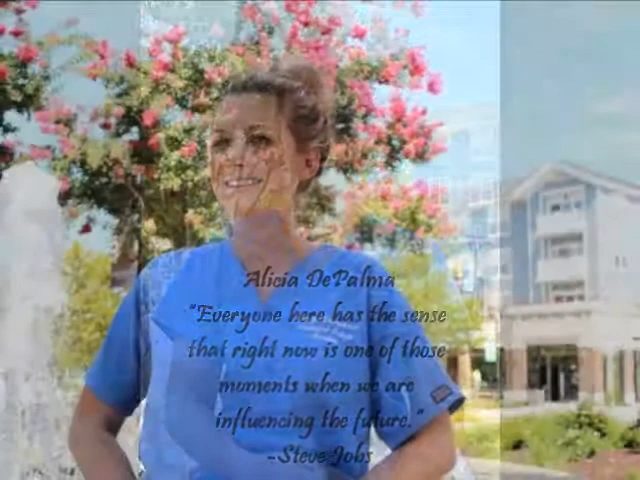 Alicia DePalma
"Everyone here has the sense
that right now is one of those
moments when we are
influencing the future."
-Steve Jobs